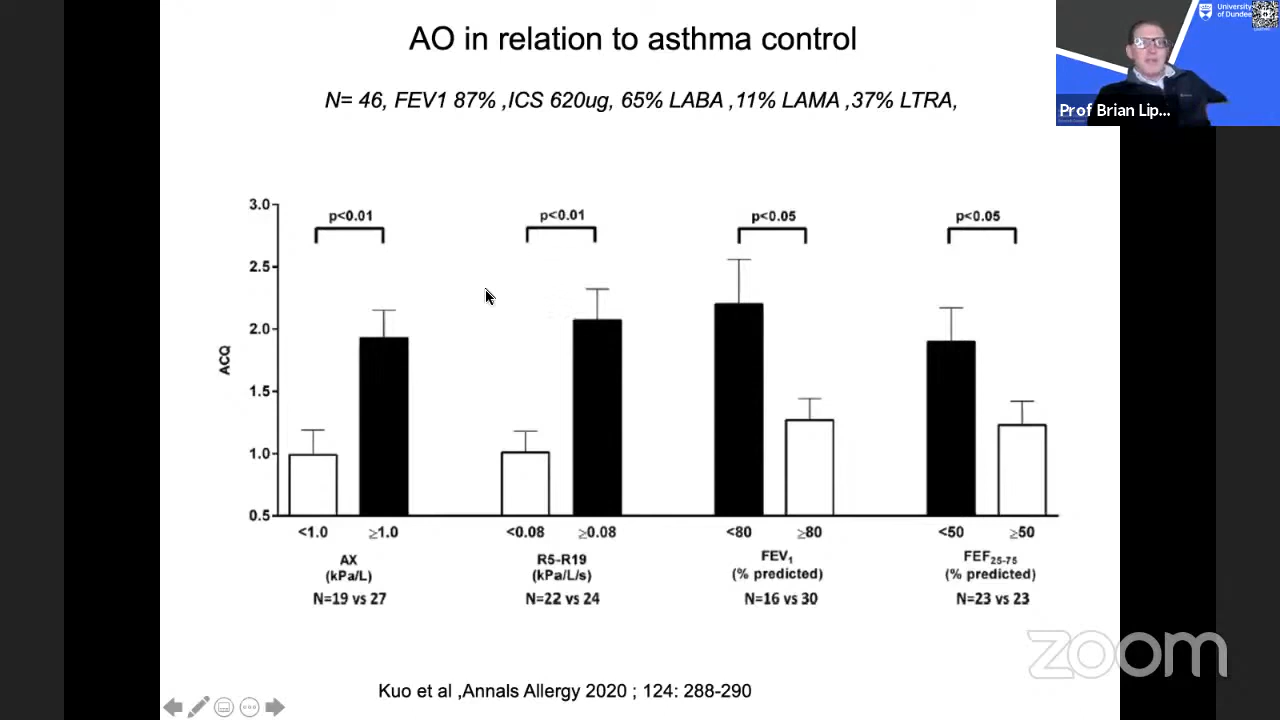 AO in relation to asthma control
N= 46, FEV1 87% ,ICS 620ug, 65% LABA ,11% LAMA ,37% LTRA,
University
of Dundee
Prof Brian Lip...
3.0
2.5
2.0
1.5
1.0
0.5
ACQ
p<0.01
p<0.01
p<0.05
p<0.05
<1.0 ≥1.0
<0.08 ≥0.08
<80 ≥80
<50 ≥50
AX
(kPa/L)
N=19 vs 27
R5-R19
(kPa/L/s)
N=22 vs 24
FEV1
(% predicted)
N=16 vs 30
FEF25-75
(% predicted)
N=23 vs 23
zoom
Kuo et al ,Annals Allergy 2020 ; 124: 288-290